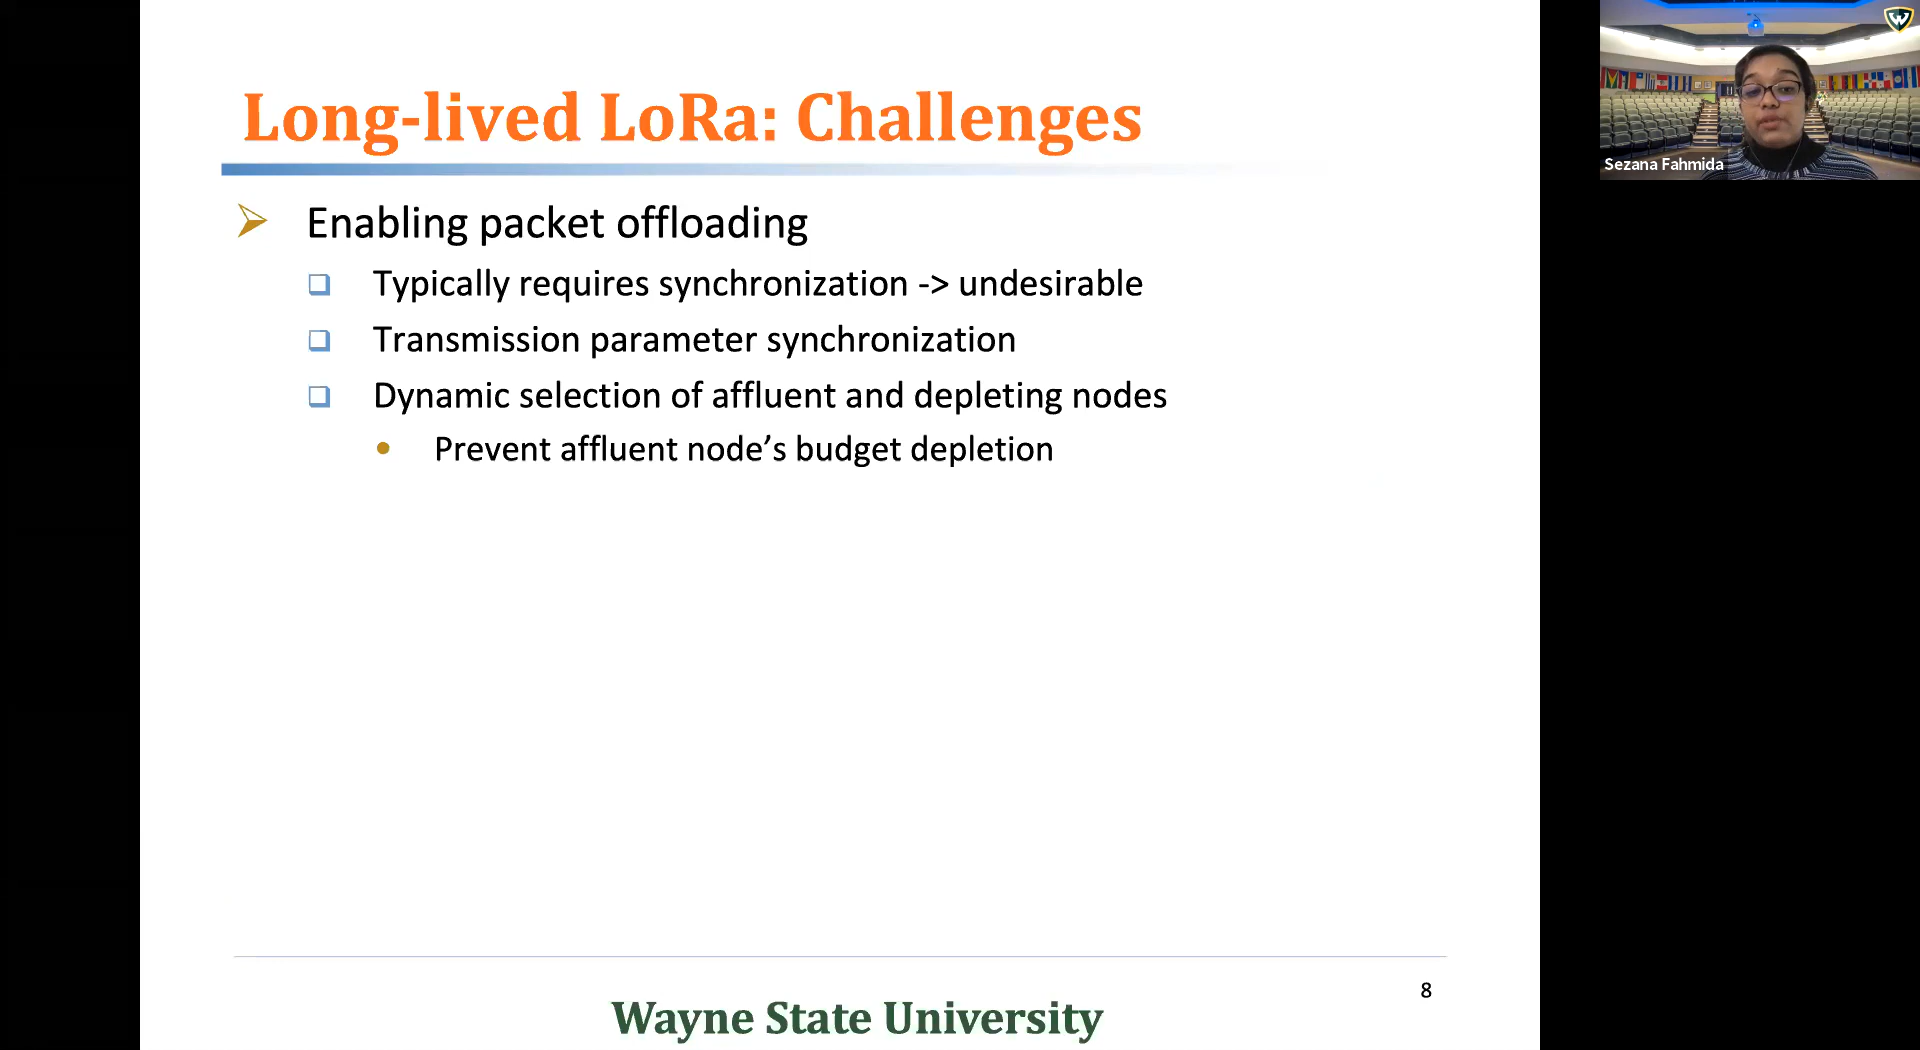 Long-lived LoRa: Challenges
Enabling packet offloading
Typically requires synchronization -> undesirable
Transmission parameter synchronization
Dynamic selection of affluent and depleting nodes
Prevent affluent node’s budget depletion
8
Wayne State University
W
Sezana Fahmida